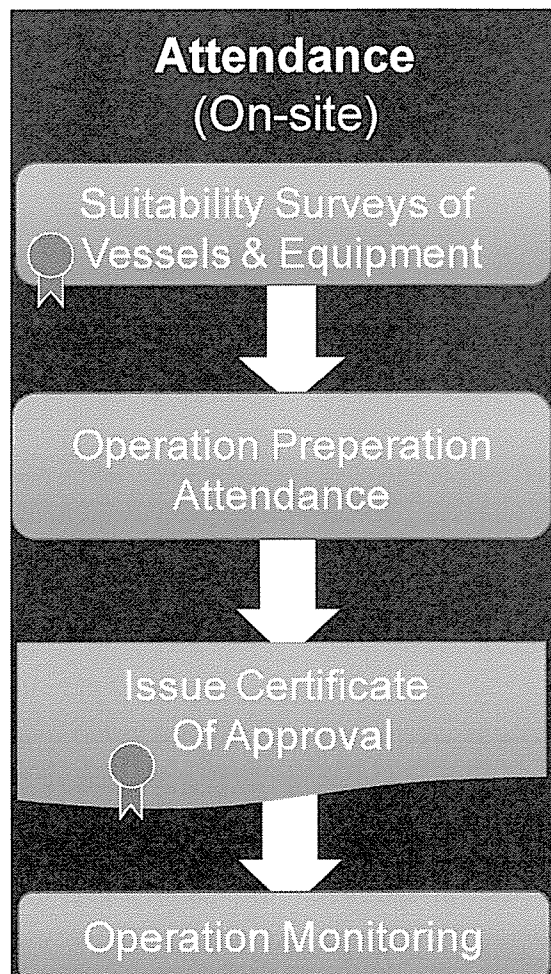 Attendance
(On-site)
Suitability Surveys of
Vessels & Equipment
Operation Preperation
Attendance
Issue Certificate
Of Approval
Operation Monitoring